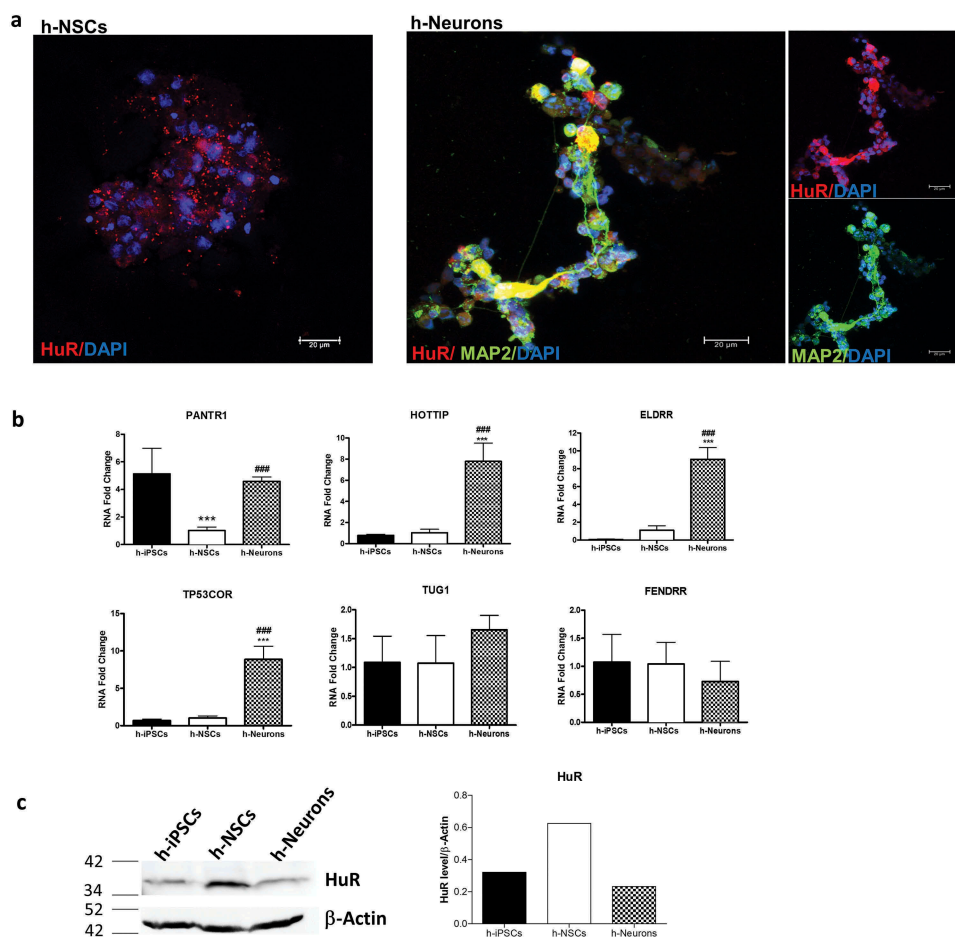 a
h-NSCs
h-Neurons
HuR/DAPI
20 µm
HuR/ MAP2/DAPI
20 µm
HuR/DAPI
20 µm
MAP2/DAPI
20 µm
b
PANTR1
RNA Fold Change
8
6
4
2
0
***
###
h-iPSCs h-NSCs h-Neurons
HOTTIP
RNA Fold Change
10
8
6
4
2
0
###
***
h-iPSCs h-NSCs h-Neurons
ELDRR
RNA Fold Change
12
10
8
6
4
2
0
###
***
h-iPSCs h-NSCs h-Neurons
TP53COR
RNA Fold Change
15
10
5
0
###
***
h-iPSCs h-NSCs h-Neurons
TUG1
RNA Fold Change
2.0
1.5
1.0
0.5
0.0
h-iPSCs h-NSCs h-Neurons
FENDRR
RNA Fold Change
2.0
1.5
1.0
0.5
0.0
h-iPSCs h-NSCs h-Neurons
c
h-iPSCs
h-NSCs
h-Neurons
42
34
HuR
52
42
β-Actin
HuR
HuR level/β-Actin
0.8
0.6
0.4
0.2
0.0
h-iPSCs h-NSCs h-Neurons